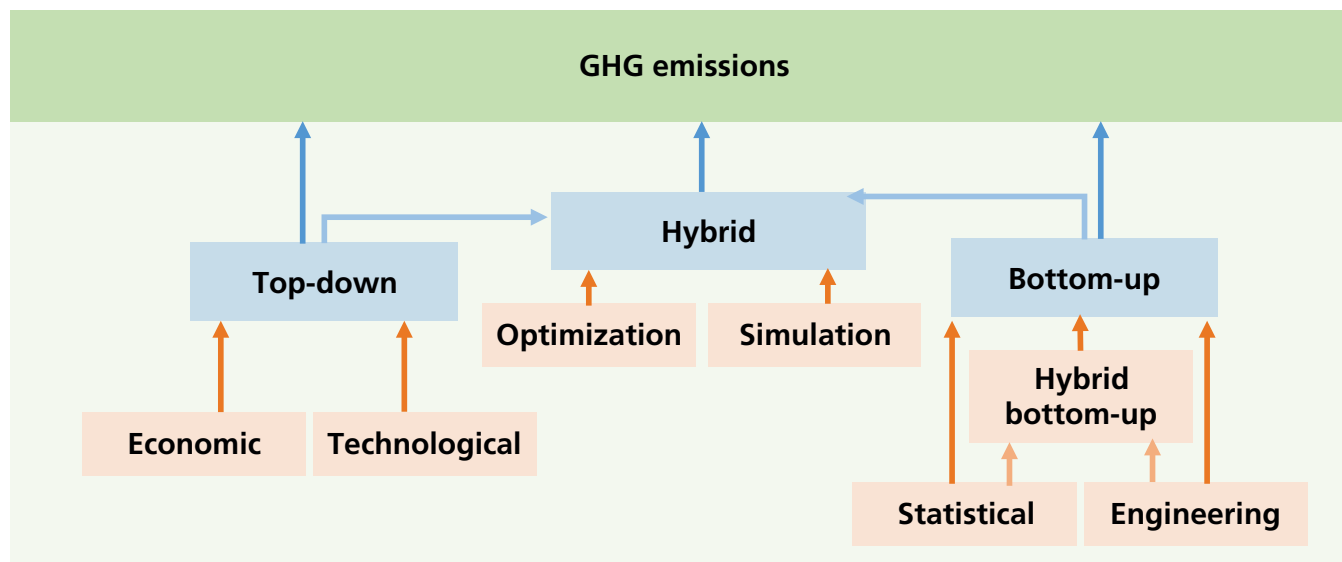 GHG emissions
Hybrid
Top-down
Bottom-up
Optimization
Simulation
Hybrid
bottom-up
Economic
Technological
Statistical
Engineering